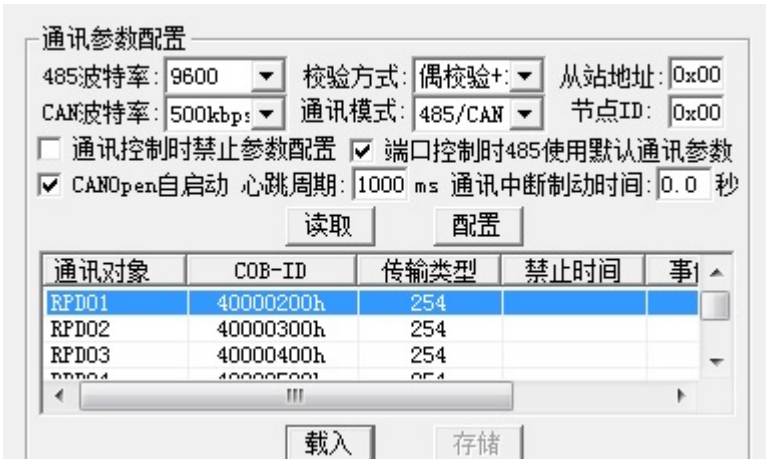 通讯参数配置
485波特率: 9600 校验方式: 偶校验+ 从站地址: 0x00
CAN波特率: 500kbps 通讯模式: 485/CAN 节点ID: 0x00
通讯控制时禁止参数配置 端口控制时485使用默认通讯参数
CANOpen自启动 心跳周期: 1000 ms 通讯中断制动时间: 0.0 秒
读取 配置
通讯对象 COB-ID 传输类型 禁止时间
RPDO1 40000200h 254
RPDO2 40000300h 254
RPDO3 40000400h 254
载入 存储